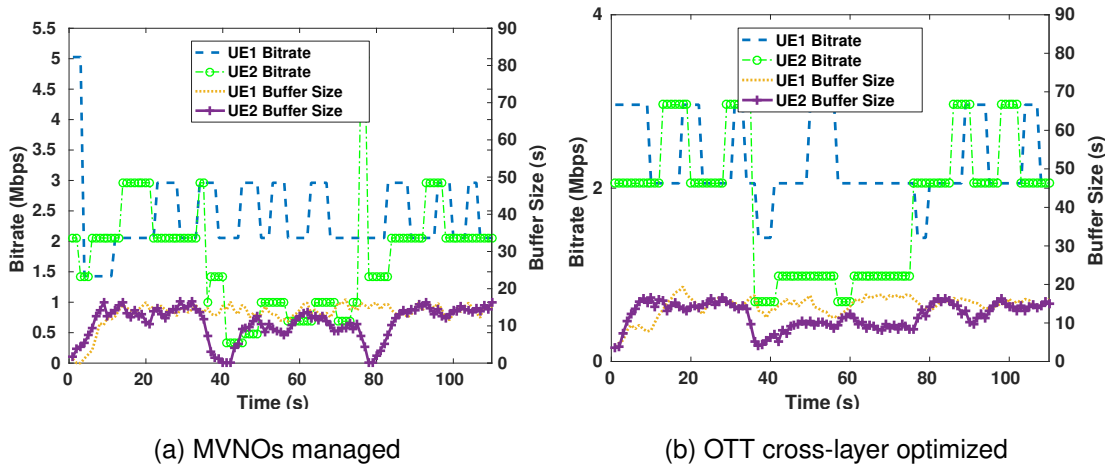 5.5
5
4.5
4
3.5
3
2.5
2
1.5
1
0.5
0
Bitrate (Mbps)
UE1 Bitrate
UE2 Bitrate
UE1 Buffer Size
UE2 Buffer Size
90
80
70
60
50
40
30
20
10
0
Buffer Size (s)
0 20 40 60 80 100
Time (s)
(a) MVNOs managed
4
2
0
Bitrate (Mbps)
UE1 Bitrate
UE2 Bitrate
UE1 Buffer Size
UE2 Buffer Size
90
80
70
60
50
40
30
20
10
0
Buffer Size (s)
0 20 40 60 80 100
Time (s)
(b) OTT cross-layer optimized